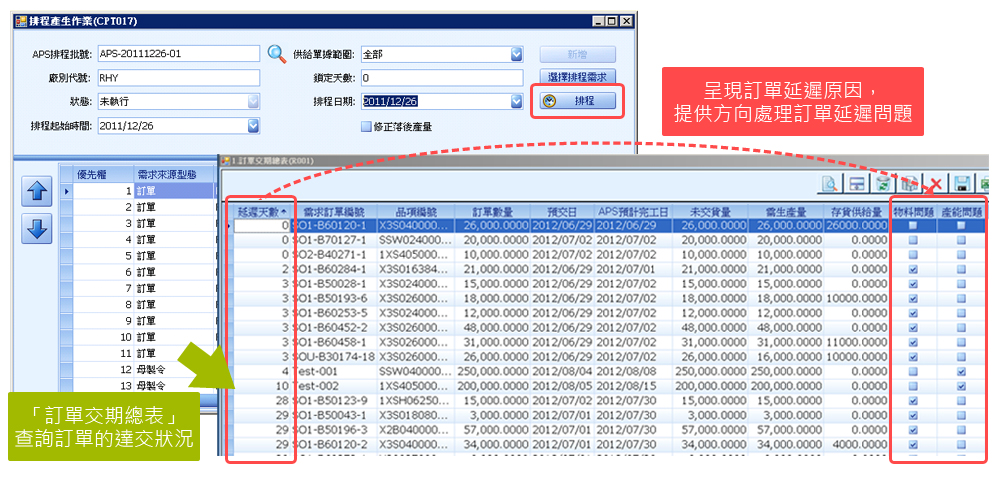 排程產生作業(CPT017)
APS排程批號: APS-20111226-01
供給單據範圍: 全部
新增
廠別代號: RHY
鎖定天數: 0
選擇排程需求
狀態: 未執行
排程日期: 2011/12/26
排程
排程起始時間: 2011/12/26
修正落後產量
呈現訂單延遲原因，
提供方向處理訂單延遲問題
優先權 需求來源型態
1 訂單
2 訂單
3 訂單
4 訂單
5 訂單
6 訂單
7 訂單
8 訂單
9 訂單
10 訂單
11 訂單
12 母製令
13 母製令
1.訂單交期總表(R001)
延遲天數 需求訂單編號 品項編號 訂單數量 預交日 APS預計完工日 未交貨量 需生產量 存貨供給量 物料問題 產能問題
0 SO1-B60120-1 X3S040000... 26,000.0000 2012/06/29 2012/06/29 26,000.0000 26,000.0000 26000.0000
0 SO1-B70127-1 SSW024000... 20,000.0000 2012/07/02 2012/07/02 20,000.0000 20,000.0000 0.0000
0 SO2-B40271-1 1XS405000... 10,000.0000 2012/07/02 2012/07/02 10,000.0000 10,000.0000 0.0000
2 SO1-B60284-1 X3S016384... 21,000.0000 2012/06/29 2012/07/01 21,000.0000 21,000.0000 0.0000
3 SO1-B50028-1 X3S024000... 15,000.0000 2012/06/29 2012/07/02 15,000.0000 15,000.0000 0.0000
3 SO1-B50193-6 X3S026000... 18,000.0000 2012/06/29 2012/07/02 18,000.0000 18,000.0000 10000.0000
3 SO1-B60253-5 X3S024000... 12,000.0000 2012/06/29 2012/07/02 12,000.0000 12,000.0000 0.0000
3 SO1-B60452-2 X3S026000... 48,000.0000 2012/06/29 2012/07/02 48,000.0000 48,000.0000 0.0000
3 SO1-B60458-1 X3S026000... 31,000.0000 2012/06/29 2012/07/02 31,000.0000 31,000.0000 11000.0000
3 SOU-B30174-18 X3S026000... 26,000.0000 2012/06/29 2012/07/02 26,000.0000 16,000.0000 10000.0000
4 Test-001 SSW040000... 250,000.0000 2012/08/04 2012/08/08 250,000.0000 250,000.0000 0.0000
10 Test-002 1XS405000... 200,000.0000 2012/08/05 2012/08/15 200,000.0000 200,000.0000 0.0000
28 SO1-B50123-9 1XSH06250... 15,000.0000 2012/07/02 2012/07/30 15,000.0000 15,000.0000 0.0000
29 SO1-B50043-1 X3S018080... 3,000.0000 2012/07/01 2012/07/30 3,000.0000 3,000.0000 0.0000
29 SO1-B50196-3 X2B040000... 57,000.0000 2012/07/01 2012/07/30 57,000.0000 57,000.0000 0.0000
29 SO1-B60120-2 X3S040000... 34,000.0000 2012/07/01 2012/07/30 34,000.0000 34,000.0000 4000.0000
「訂單交期總表」
查詢訂單的達交狀況